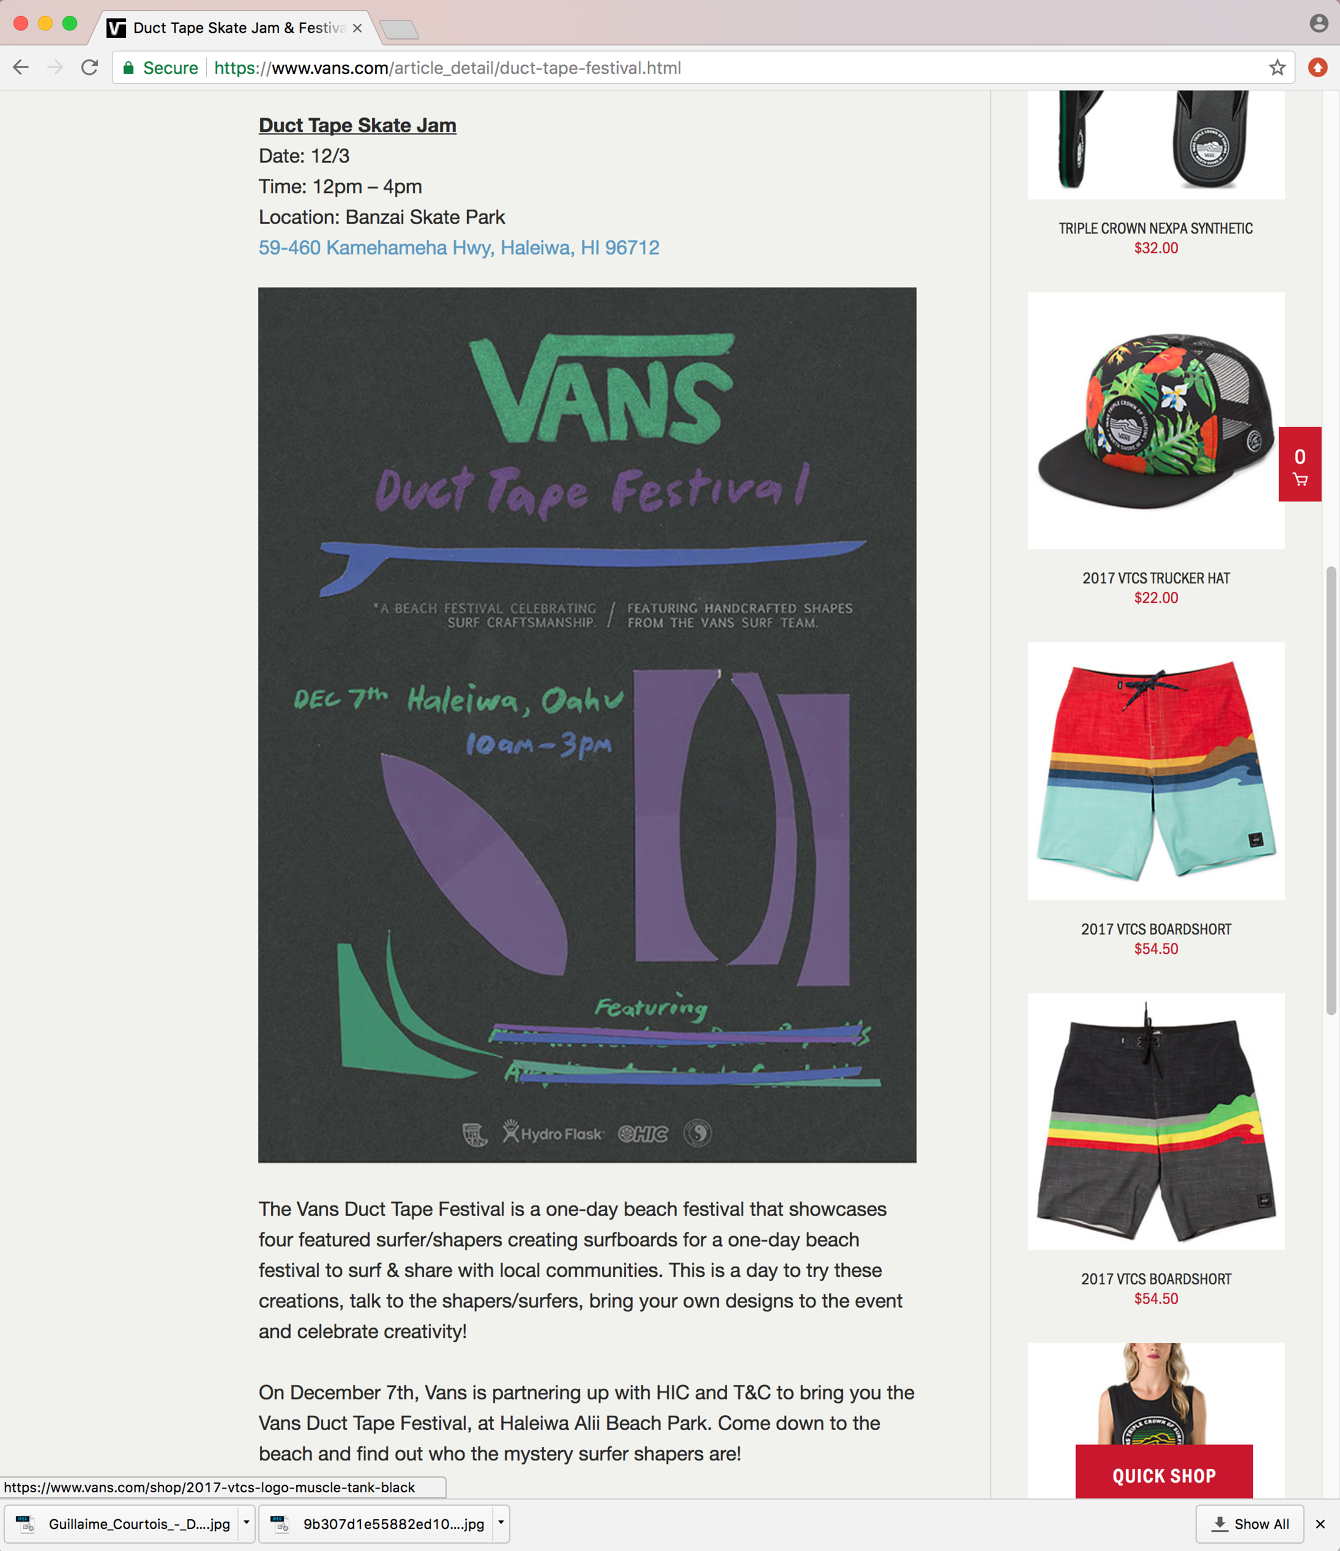 Duct Tape Skate Jam & Festiva
Secure
https://www.vans.com/article_detail/duct-tape-festival.html
Duct Tape Skate Jam
Date: 12/3
Time: 12pm – 4pm
Location: Banzai Skate Park
59-460 Kamehameha Hwy, Haleiwa, HI 96712
VANS
Duct Tape Festival
*A BEACH FESTIVAL CELEBRATING
SURF CRAFTSMANSHIP.
/
FEATURING HANDCRAFTED SHAPES
FROM THE VANS SURF TEAM.
DEC 7th Haleiwa, Oahu
10am – 3pm
Featuring
Hydro Flask
HIC
The Vans Duct Tape Festival is a one-day beach festival that showcases
four featured surfer/shapers creating surfboards for a one-day beach
festival to surf & share with local communities. This is a day to try these
creations, talk to the shapers/surfers, bring your own designs to the event
and celebrate creativity!
On December 7th, Vans is partnering up with HIC and T&C to bring you the
Vans Duct Tape Festival, at Haleiwa Alii Beach Park. Come down to the
beach and find out who the mystery surfer shapers are!
TRIPLE CROWN NEXPA SYNTHETIC
$32.00
0
2017 VTCS TRUCKER HAT
$22.00
2017 VTCS BOARDSHORT
$54.50
2017 VTCS BOARDSHORT
$54.50
QUICK SHOP
https://www.vans.com/shop/2017-vtcs-logo-muscle-tank-black
Guillaime_Courtois_-_D....jpg
9b307d1e55882ed10....jpg
Show All